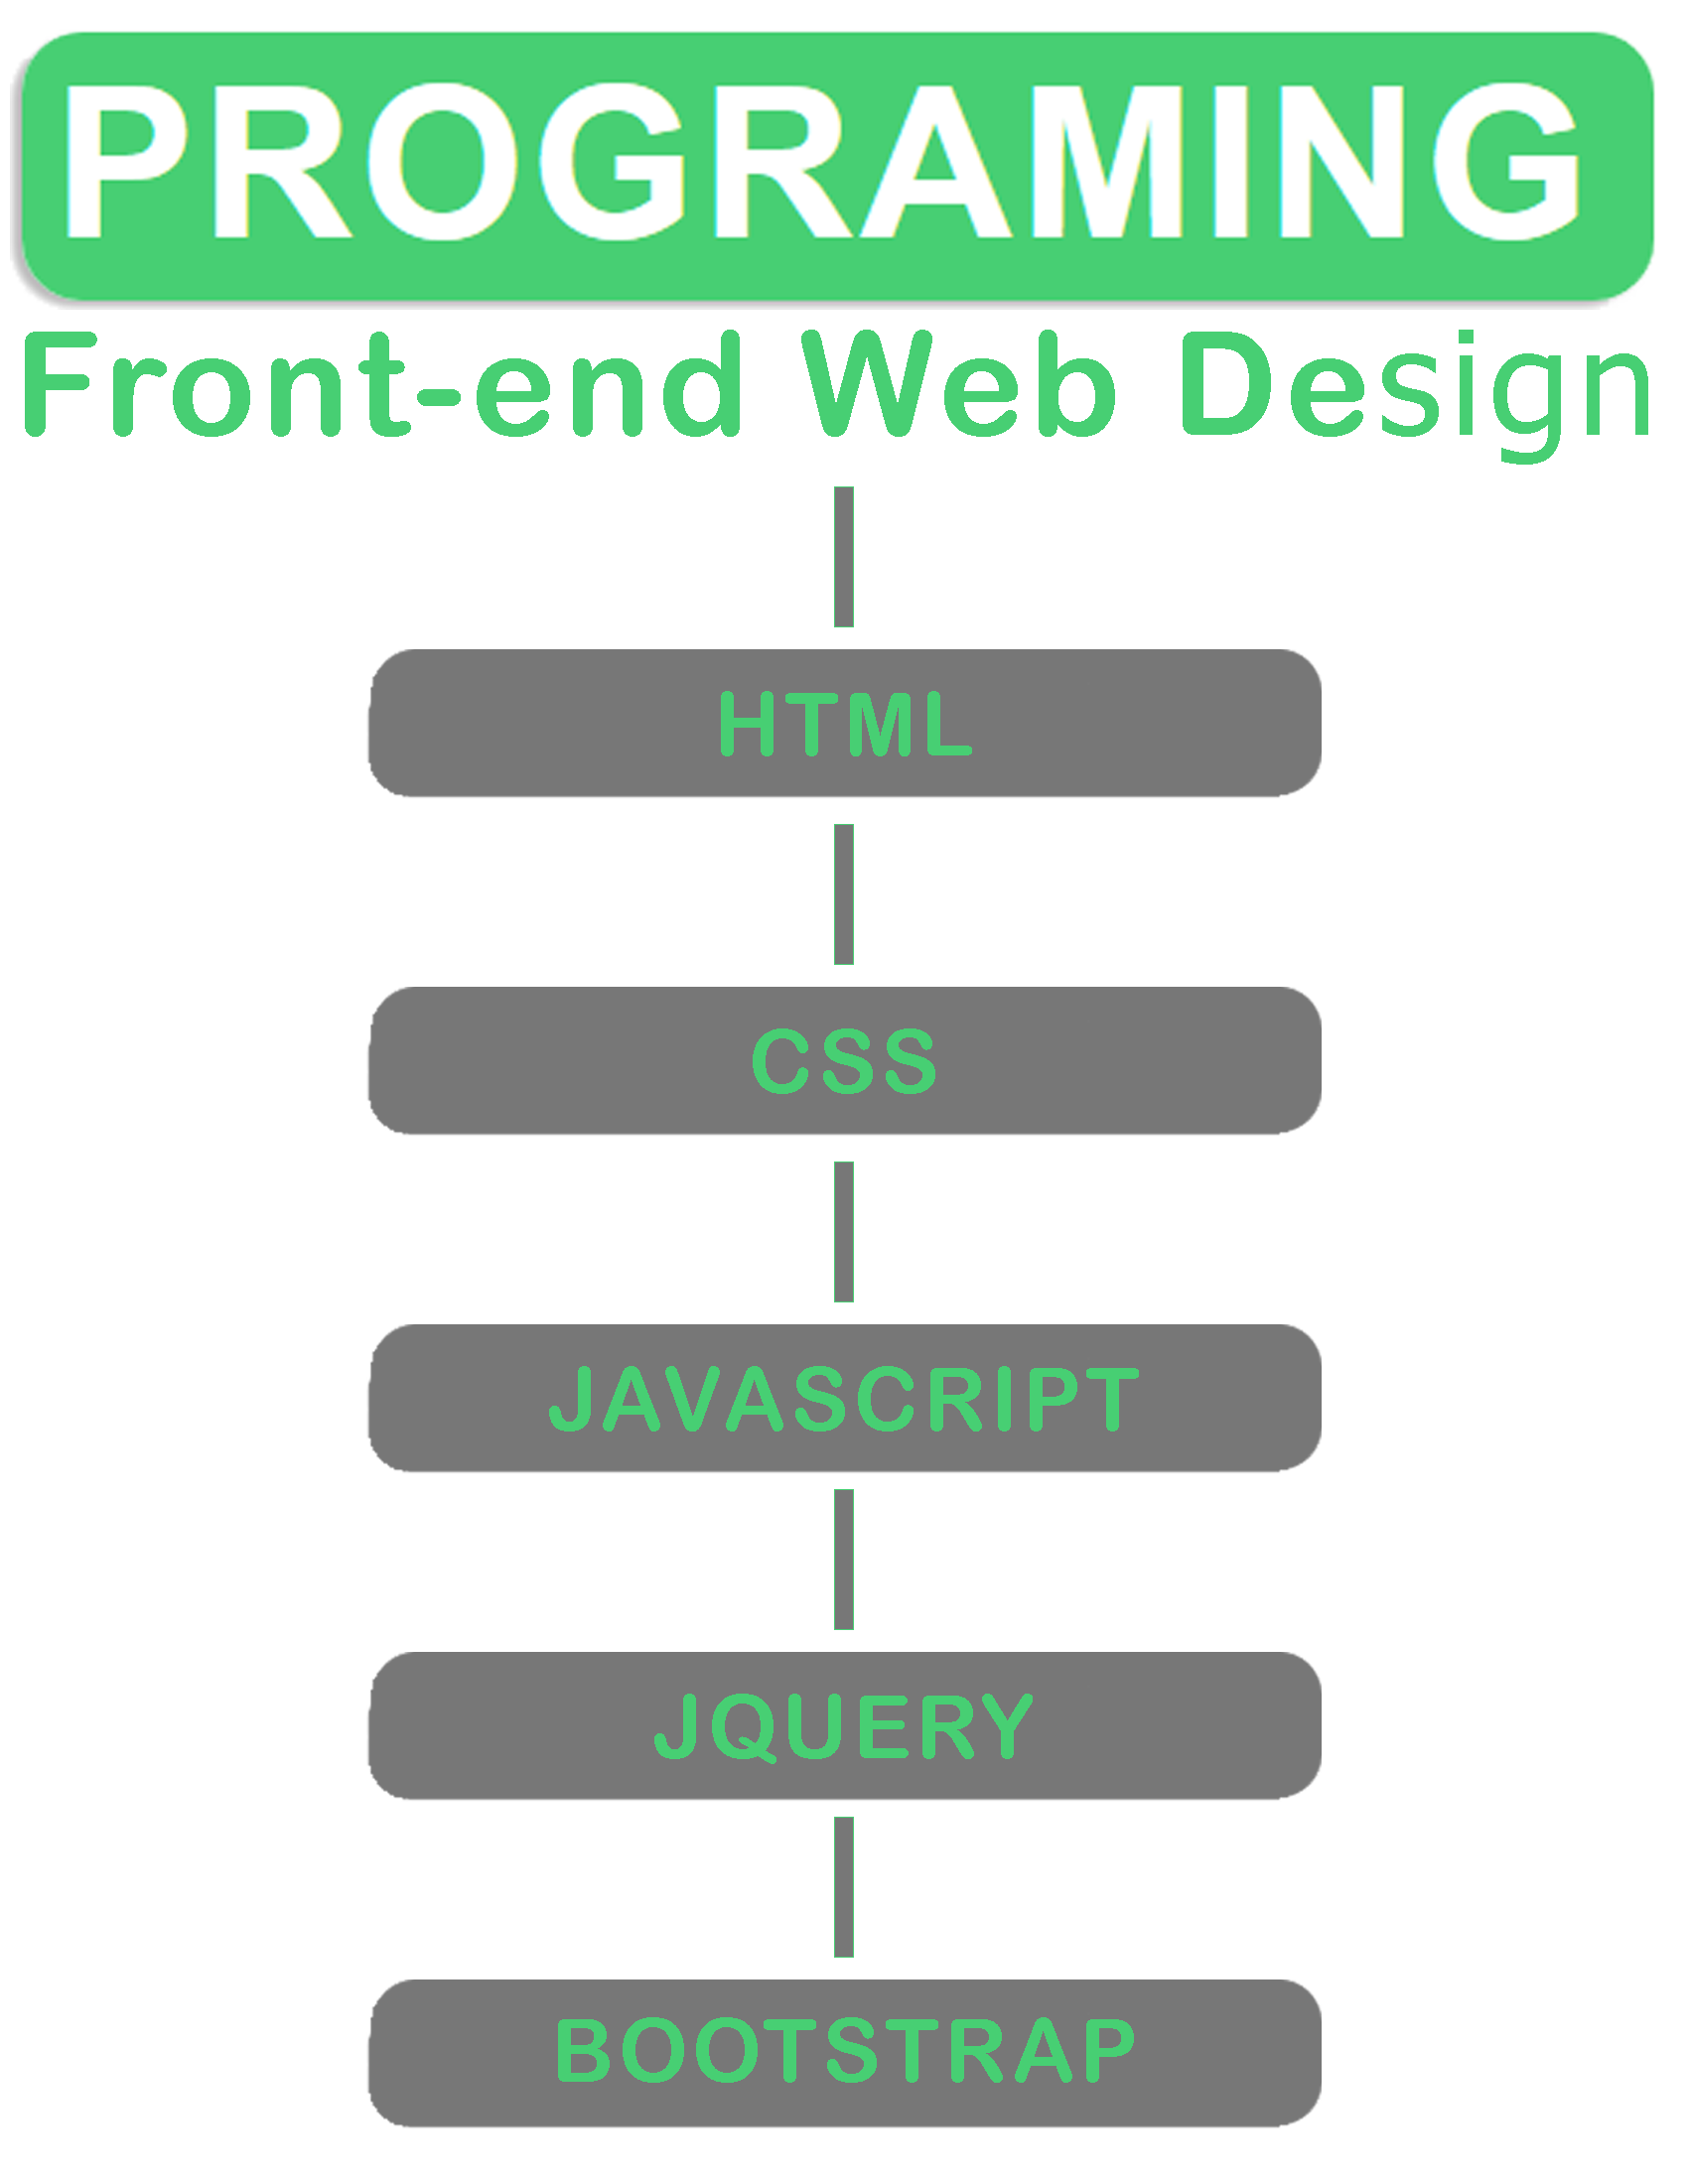 PROGRAMING
Front-end Web Design
HTML
CSS
JAVASCRIPT
JQUERY
BOOTSTRAP